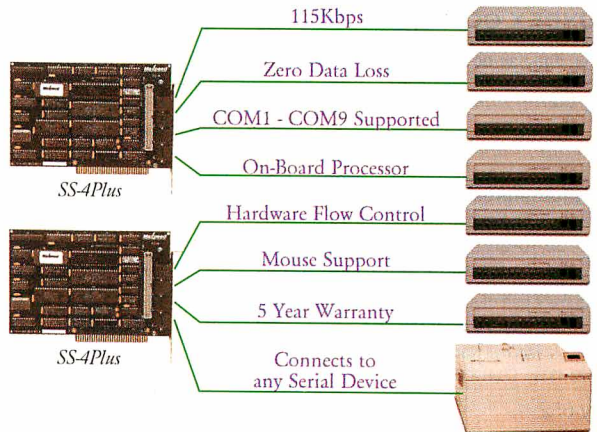 115Kbps
Zero Data Loss
COM1 - COM9 Supported
On-Board Processor
SS-4Plus
Hardware Flow Control
Mouse Support
5 Year Warranty
SS-4Plus
Connects to
any Serial Device